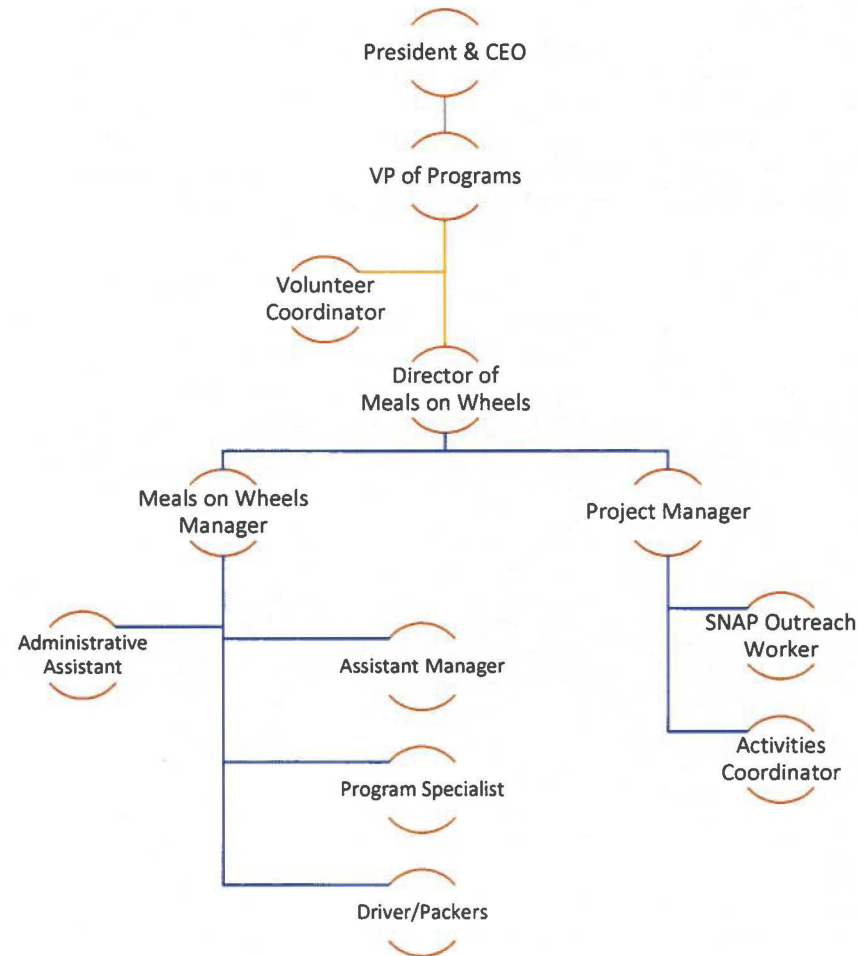 President & CEO
VP of Programs
Volunteer
Coordinator
Director of
Meals on Wheels
Meals on Wheels
Manager
Project Manager
Administrative
Assistant
Assistant Manager
Program Specialist
Driver/Packers
SNAP Outreach
Worker
Activities
Coordinator